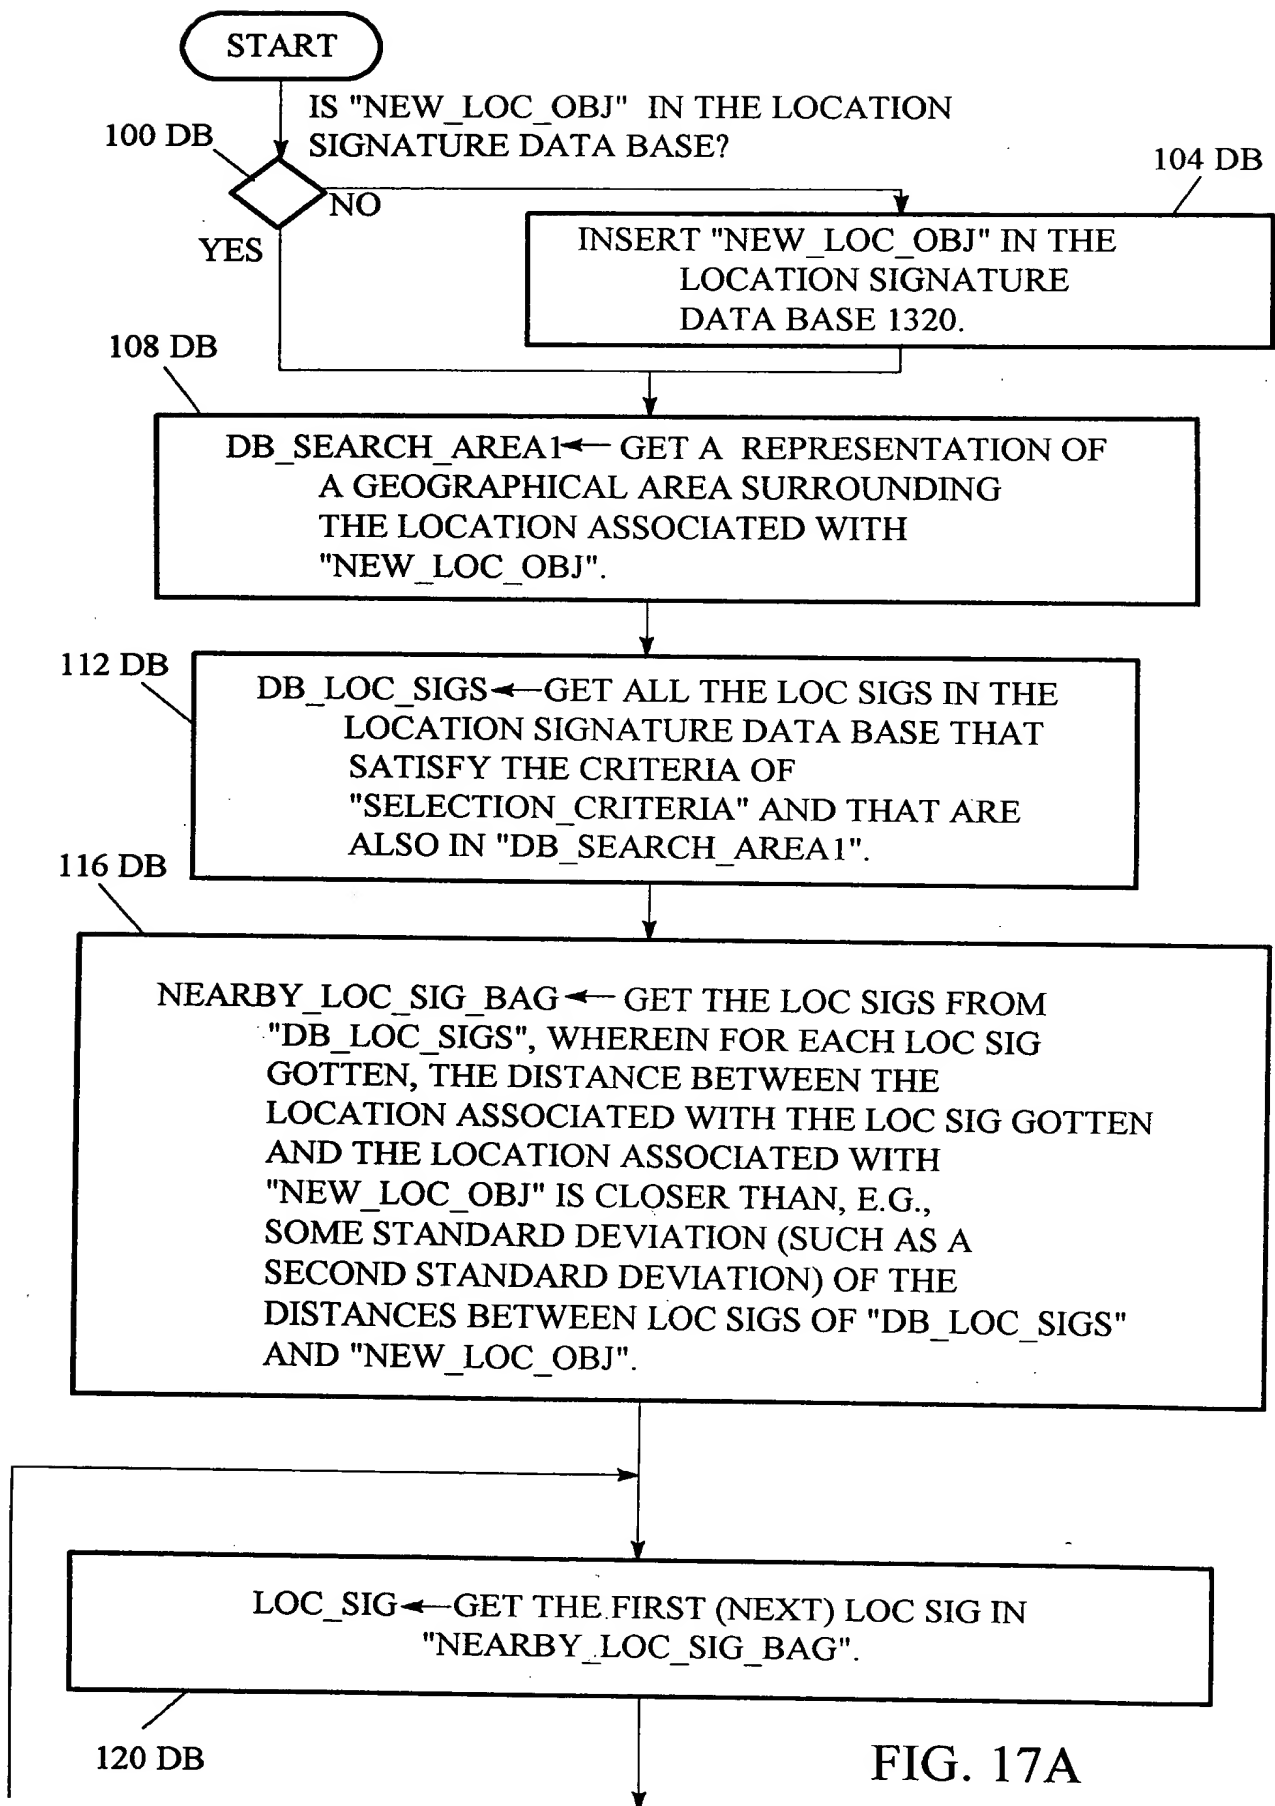 START
IS "NEW_LOC_OBJ" IN THE LOCATION
SIGNATURE DATA BASE?
100 DB
NO
YES
104 DB
INSERT "NEW_LOC_OBJ" IN THE
LOCATION SIGNATURE
DATA BASE 1320.
108 DB
DB_SEARCH_AREA1← GET A REPRESENTATION OF
A GEOGRAPHICAL AREA SURROUNDING
THE LOCATION ASSOCIATED WITH
"NEW_LOC_OBJ".
112 DB
DB_LOC_SIGS←GET ALL THE LOC SIGS IN THE
LOCATION SIGNATURE DATA BASE THAT
SATISFY THE CRITERIA OF
"SELECTION_CRITERIA" AND THAT ARE
ALSO IN "DB_SEARCH_AREA1".
116 DB
NEARBY_LOC_SIG_BAG← GET THE LOC SIGS FROM
"DB_LOC_SIGS", WHEREIN FOR EACH LOC SIG
GOTTEN, THE DISTANCE BETWEEN THE
LOCATION ASSOCIATED WITH THE LOC SIG GOTTEN
AND THE LOCATION ASSOCIATED WITH
"NEW_LOC_OBJ" IS CLOSER THAN, E.G.,
SOME STANDARD DEVIATION (SUCH AS A
SECOND STANDARD DEVIATION) OF THE
DISTANCES BETWEEN LOC SIGS OF "DB_LOC_SIGS"
AND "NEW_LOC_OBJ".
LOC_SIG←GET THE FIRST (NEXT) LOC SIG IN
"NEARBY_LOC_SIG_BAG".
120 DB
FIG. 17A